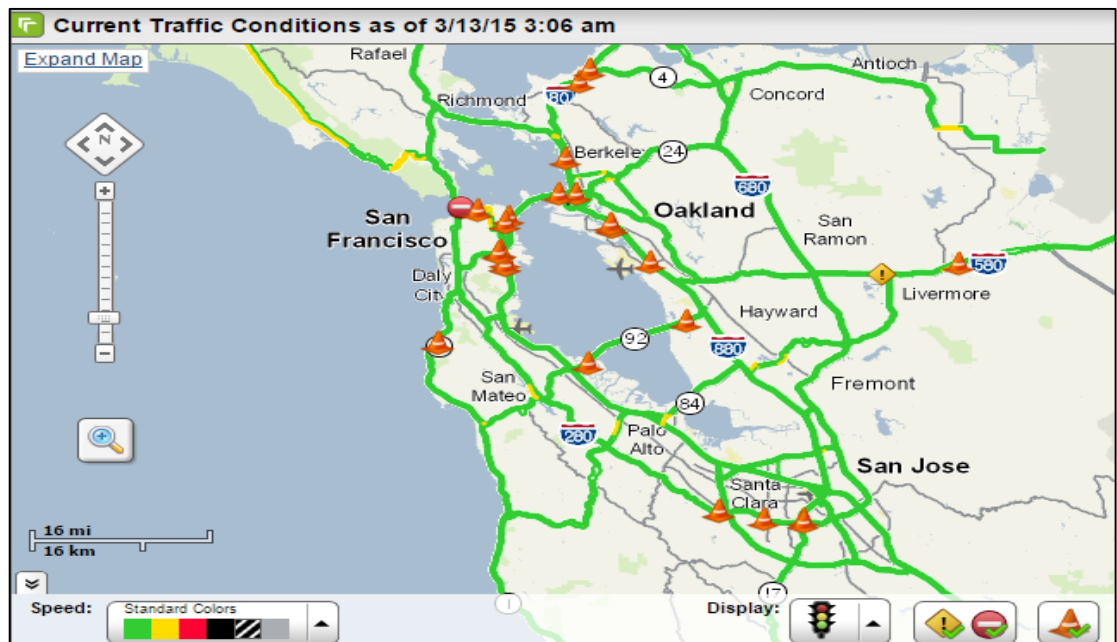 Current Traffic Conditions as of 3/13/15 3:06 am
Expand Map
Rafael
4
Antioch
Richmond
80
Concord
N
Berkele
24
680
San
Francisco
Oakland
San
Ramon
Daly
City
580
Livermore
Hayward
92
880
San
Mateo
Fremont
84
280
Palo
Alto
San Jose
Santa
Clara
16 mi
16 km
17
1
Speed:
Standard Colors
Display: